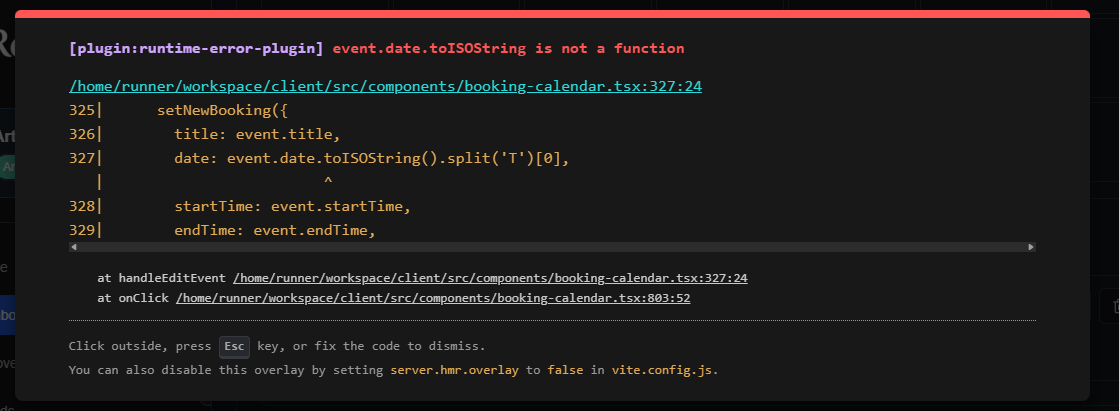 [plugin:runtime-error-plugin] event.date.toISOString is not a function
/home/runner/workspace/client/src/components/booking-calendar.tsx:327:24
325|      setNewBooking({
326|        title: event.title,
327|        date: event.date.toISOString().split('T')[0],
   |                         ^
328|        startTime: event.startTime,
329|        endTime: event.endTime,
at handleEditEvent /home/runner/workspace/client/src/components/booking-calendar.tsx:327:24
at onClick /home/runner/workspace/client/src/components/booking-calendar.tsx:803:52
Click outside, press Esc key, or fix the code to dismiss.
You can also disable this overlay by setting server.hmr.overlay to false in vite.config.js.